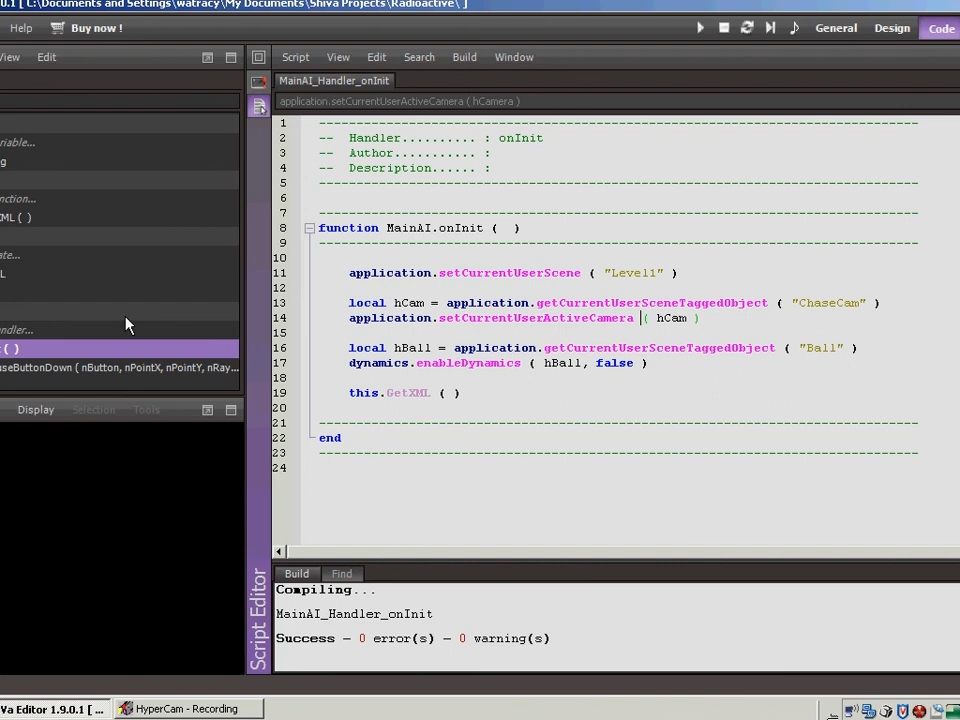 0.1 [ C:\Documents and Settings\watracy\My Documents\Shiva Projects\Radioactive\ ]
Help Buy now ! General Design Code
View Edit Script View Edit Search Build Window
MainAI_Handler_onInit
application.setCurrentUserActiveCamera ( hCamera )
1 --------------------------------------------------------------------------------
2 --  Handler.......... : onInit
3 --  Author........... :
4 --  Description...... :
5 --------------------------------------------------------------------------------
6
7 --------------------------------------------------------------------------------
8 function MainAI.onInit (  )
9 --------------------------------------------------------------------------------
10
11 application.setCurrentUserScene ( "Level1" )
12
13 local hCam = application.getCurrentUserSceneTaggedObject ( "ChaseCam" )
14 application.setCurrentUserActiveCamera ( hCam )
15
16 local hBall = application.getCurrentUserSceneTaggedObject ( "Ball" )
17 dynamics.enableDynamics ( hBall, false )
18
19 this.GetXML ( )
20
21 --------------------------------------------------------------------------------
22 end
23 --------------------------------------------------------------------------------
24
riable...
g
nction...
ML ( )
ate...
L
ndler...
( )
useButtonDown ( nButton, nPointX, nPointY, nRay...
Display Selection Tools
Script Editor
Build Find
Compiling...
MainAI_Handler_onInit
Success - 0 error(s) - 0 warning(s)
Va Editor 1.9.0.1 [ ... HyperCam - Recording